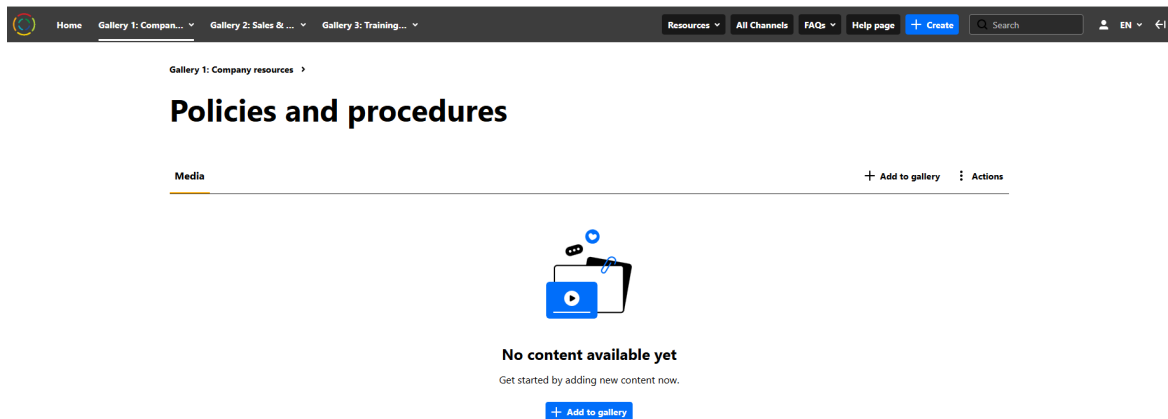 Home Gallery 1: Compan... Gallery 2: Sales & ... Gallery 3: Training... Resources All Channels FAQs Help page + Create Search EN
Gallery 1: Company resources >
Policies and procedures
Media + Add to gallery Actions
No content available yet
Get started by adding new content now.
+ Add to gallery